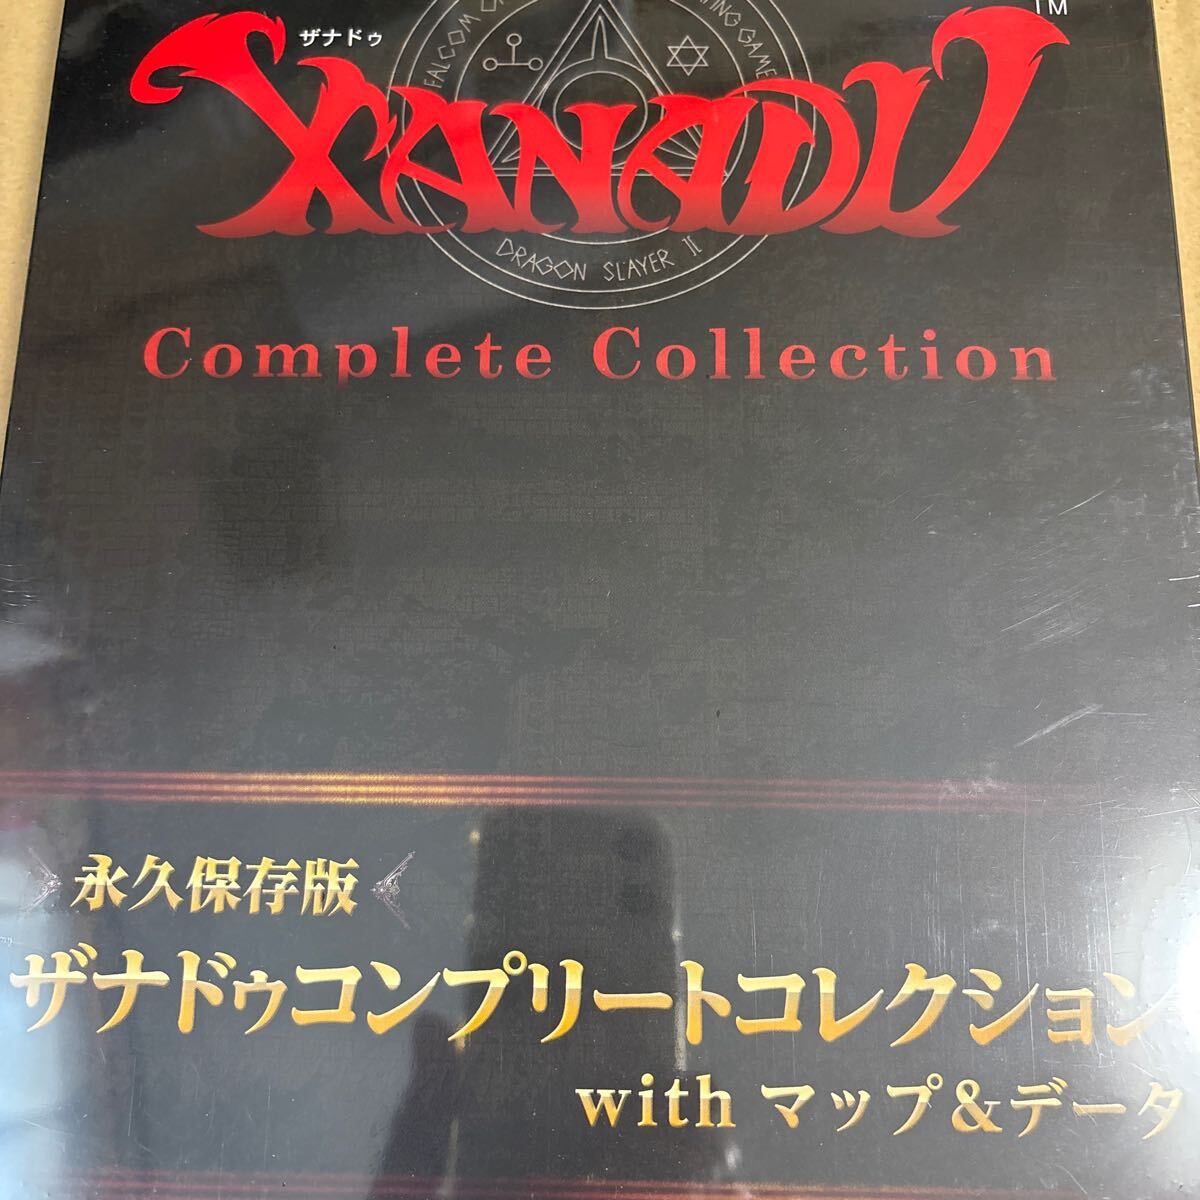 TM
ザナドゥ
XANADU
FALCOM
GAME
DRAGON SLAYER II
Complete Collection
永久保存版
ザナドゥコンプリートコレクション
with マップ&データ